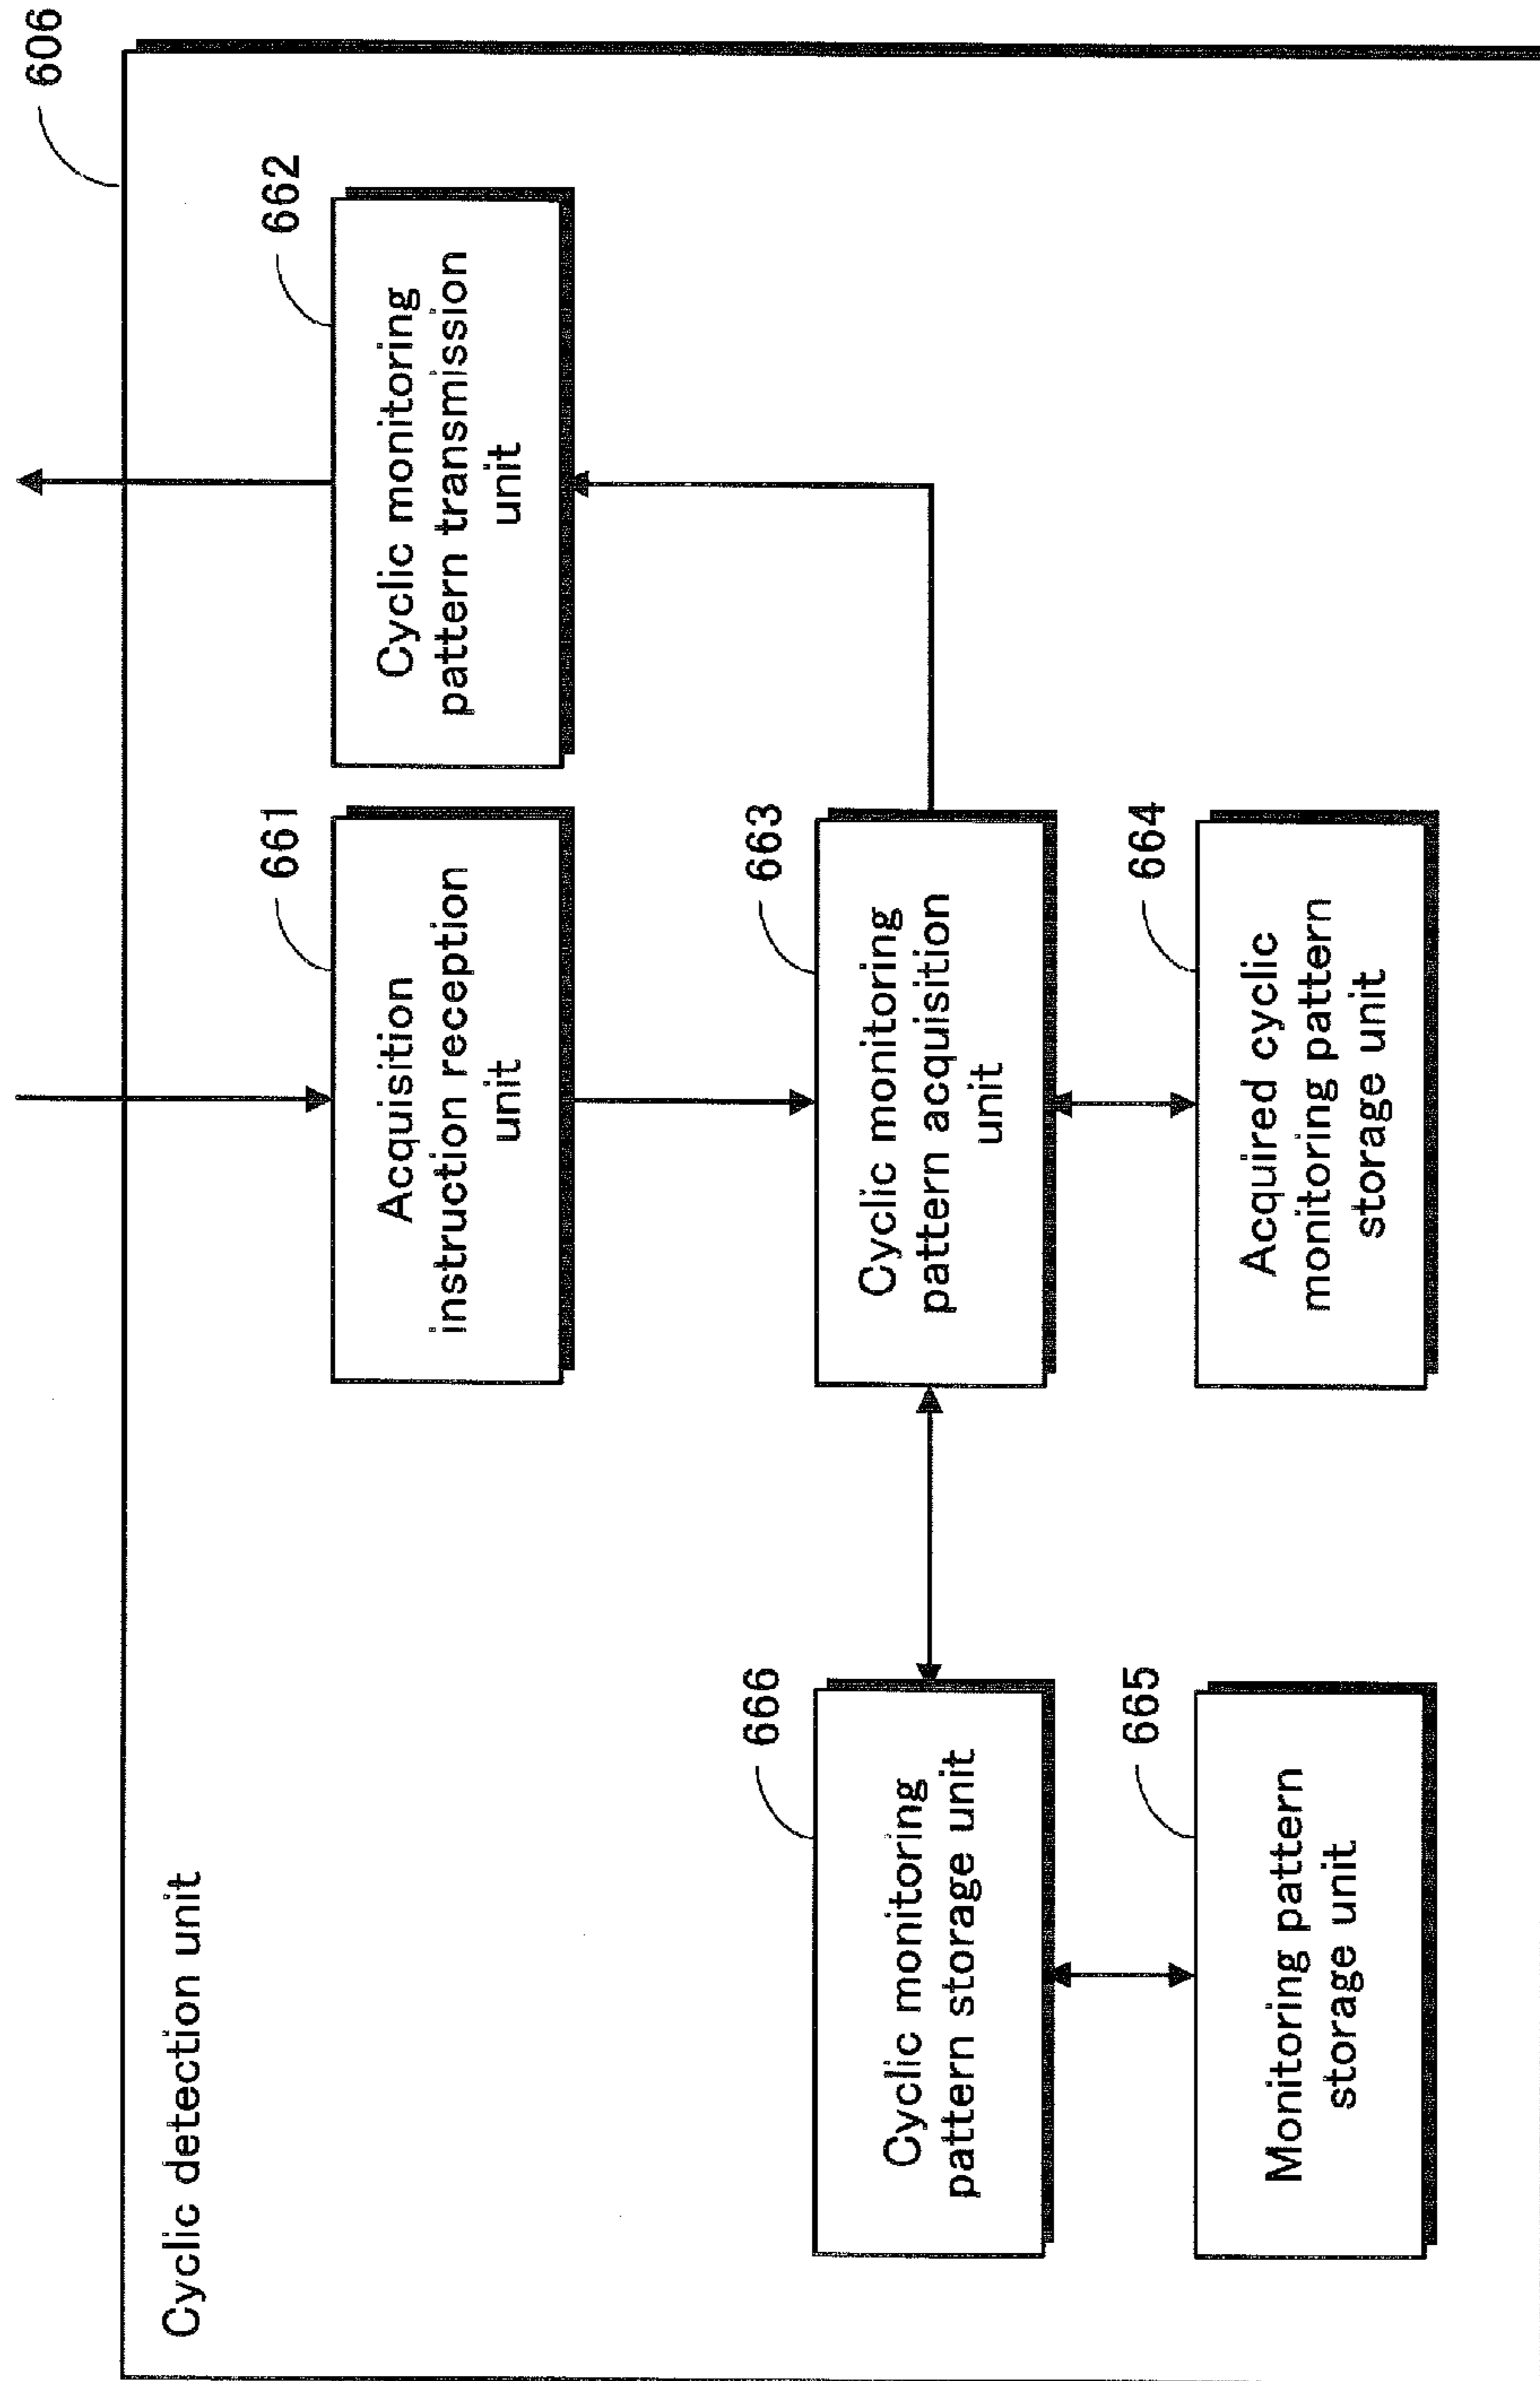 606
Cyclic detection unit
661
Acquisition
instruction reception
unit
662
Cyclic monitoring
pattern transmission
unit
666
Cyclic monitoring
pattern storage unit
663
Cyclic monitoring
pattern acquisition
unit
665
Monitoring pattern
storage unit
664
Acquired cyclic
monitoring pattern
storage unit